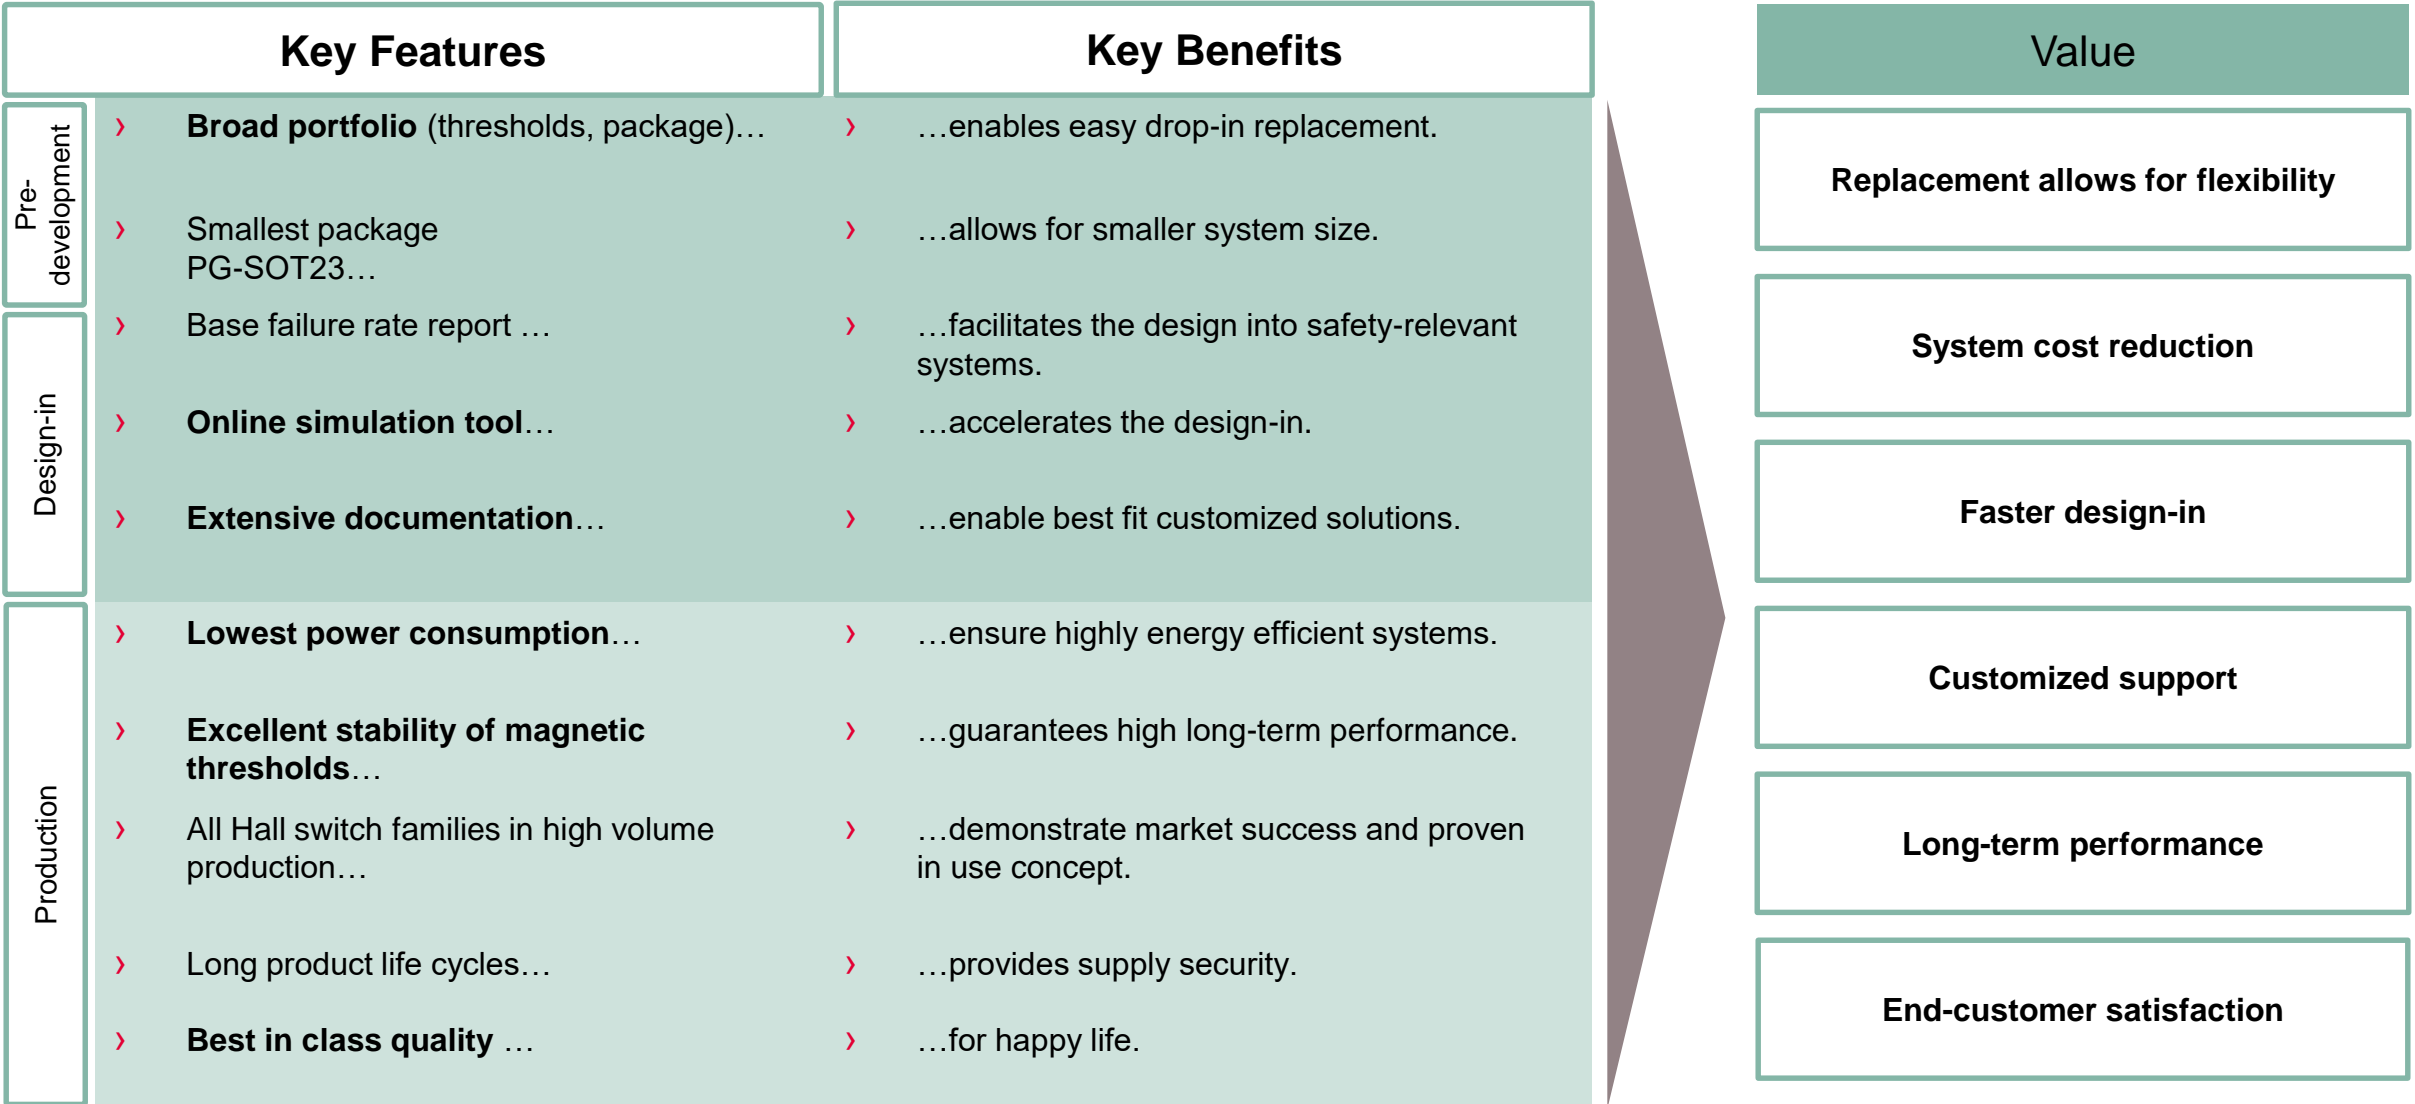 Key Features
Key Benefits
Value
Pre-
development
› Broad portfolio (thresholds, package)…
› …enables easy drop-in replacement.
› Smallest package
PG-SOT23…
› …allows for smaller system size.
Design-in
› Base failure rate report …
› …facilitates the design into safety-relevant
systems.
› Online simulation tool…
› …accelerates the design-in.
› Extensive documentation…
› …enable best fit customized solutions.
Production
› Lowest power consumption…
› …ensure highly energy efficient systems.
› Excellent stability of magnetic
thresholds…
› …guarantees high long-term performance.
› All Hall switch families in high volume
production…
› …demonstrate market success and proven
in use concept.
› Long product life cycles…
› …provides supply security.
› Best in class quality …
› …for happy life.
Replacement allows for flexibility
System cost reduction
Faster design-in
Customized support
Long-term performance
End-customer satisfaction